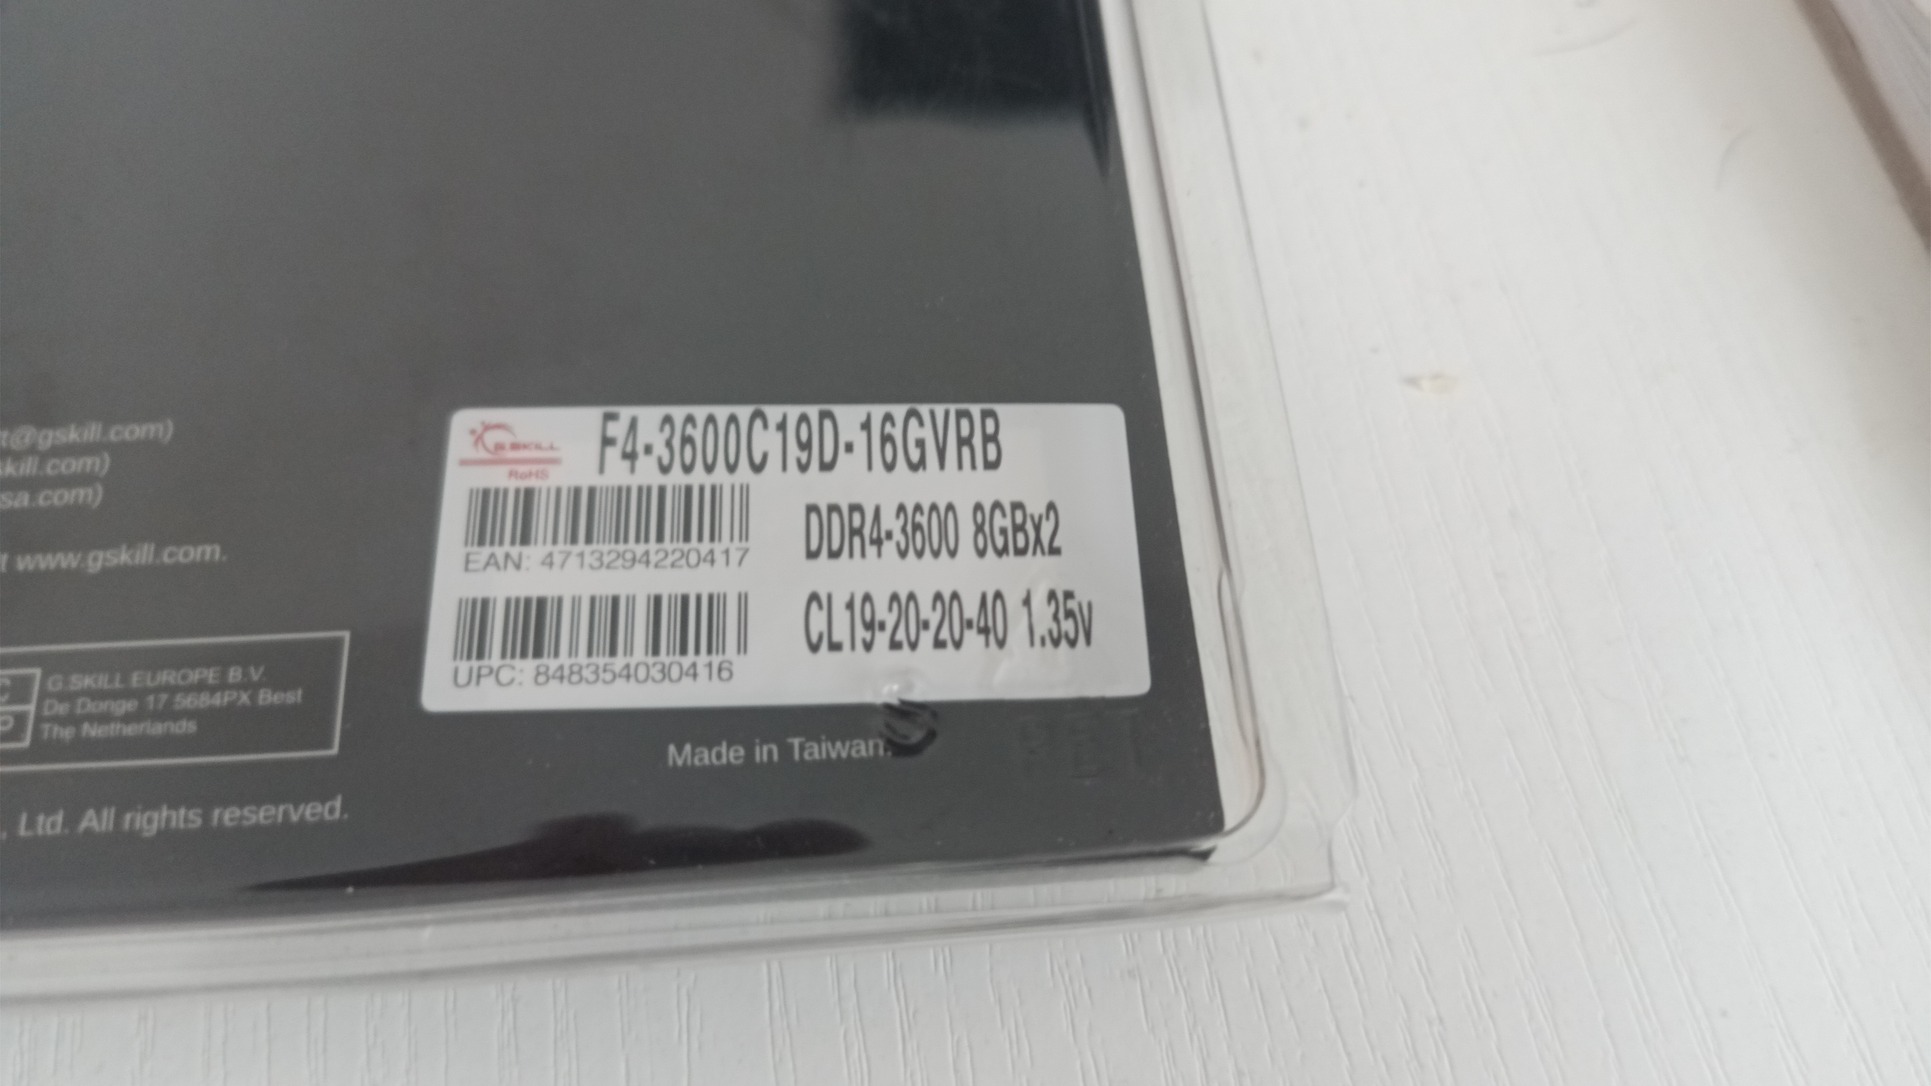 t@gskill.com)
kill.com)
sa.com)
t www.gskill.com.
G.SKILL EUROPE B.V.
De Donge 17 5684PX Best
The Netherlands
, Ltd. All rights reserved.
G.SKILL
RoHS
F4-3600C19D-16GVRB
EAN: 4713294220417
DDR4-3600 8GBx2
UPC: 848354030416
CL19-20-20-40 1.35v
Made in Taiwan.
PET